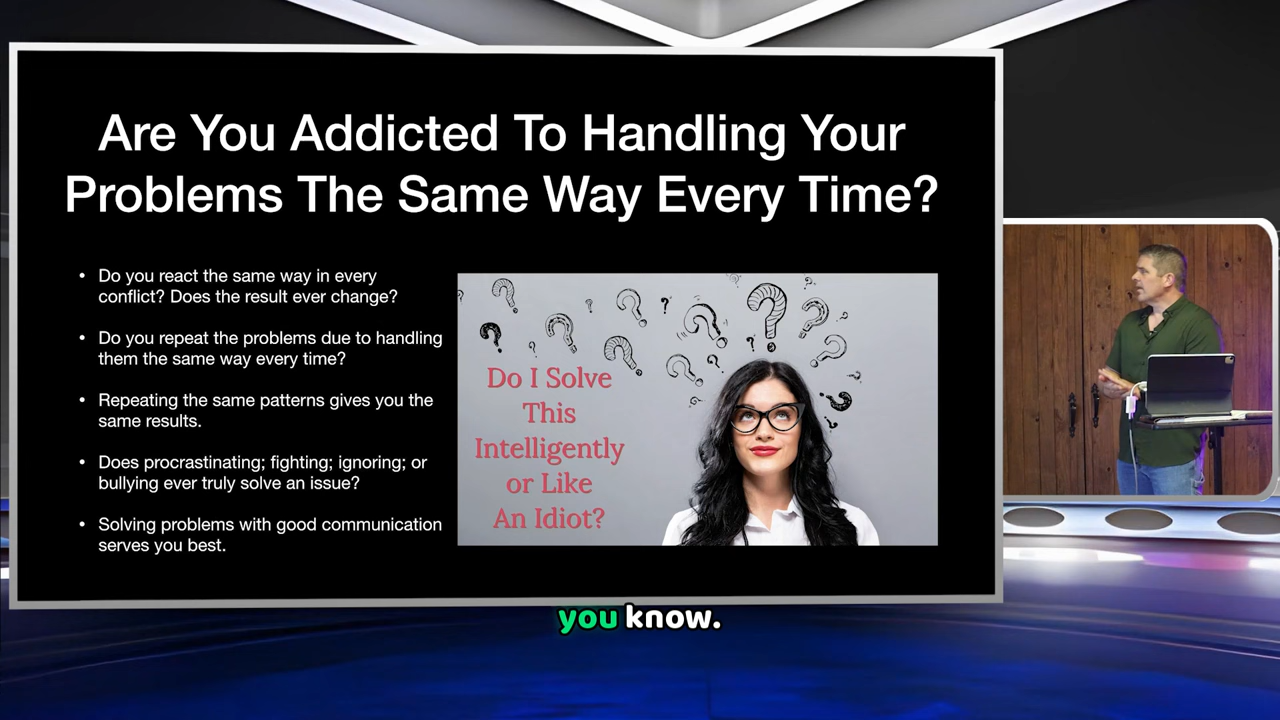 Are You Addicted To Handling Your
Problems The Same Way Every Time?
• Do you react the same way in every
conflict? Does the result ever change?
• Do you repeat the problems due to handling
them the same way every time?
• Repeating the same patterns gives you the
same results.
• Does procrastinating; fighting; ignoring; or
bullying ever truly solve an issue?
• Solving problems with good communication
serves you best.
Do I Solve
This
Intelligently
or Like
An Idiot?
you know.